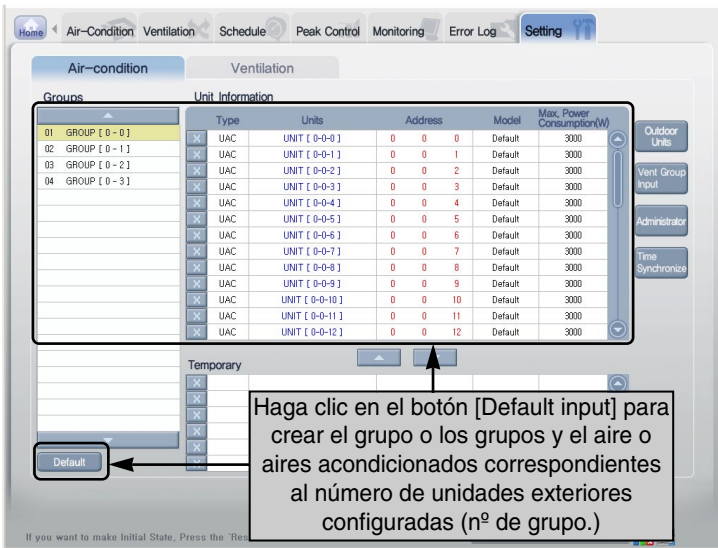 Home Air-Condition Ventilation Schedule Peak Control Monitoring Error Log Setting
Air-condition Ventilation
Groups Unit Information
Type Units Address Model Max, Power Consumption(W)
01 GROUP [ 0 - 0 ]
02 GROUP [ 0 - 1 ]
03 GROUP [ 0 - 2 ]
04 GROUP [ 0 - 3 ]
X UAC UNIT [ 0-0-0 ] 0 0 0 Default 3000
X UAC UNIT [ 0-0-1 ] 0 0 1 Default 3000
X UAC UNIT [ 0-0-2 ] 0 0 2 Default 3000
X UAC UNIT [ 0-0-3 ] 0 0 3 Default 3000
X UAC UNIT [ 0-0-4 ] 0 0 4 Default 3000
X UAC UNIT [ 0-0-5 ] 0 0 5 Default 3000
X UAC UNIT [ 0-0-6 ] 0 0 6 Default 3000
X UAC UNIT [ 0-0-7 ] 0 0 7 Default 3000
X UAC UNIT [ 0-0-8 ] 0 0 8 Default 3000
X UAC UNIT [ 0-0-9 ] 0 0 9 Default 3000
X UAC UNIT [ 0-0-10 ] 0 0 10 Default 3000
X UAC UNIT [ 0-0-11 ] 0 0 11 Default 3000
X UAC UNIT [ 0-0-12 ] 0 0 12 Default 3000
Outdoor
Units
Vent Group
Input
Administrator
Time
Synchronize
Temporary
X
X
X
X
X
X
Default
Haga clic en el botón [Default input] para
crear el grupo o los grupos y el aire o
aires acondicionados correspondientes
al número de unidades exteriores
configuradas (nº de grupo.)
If you want to make Initial State, Press the